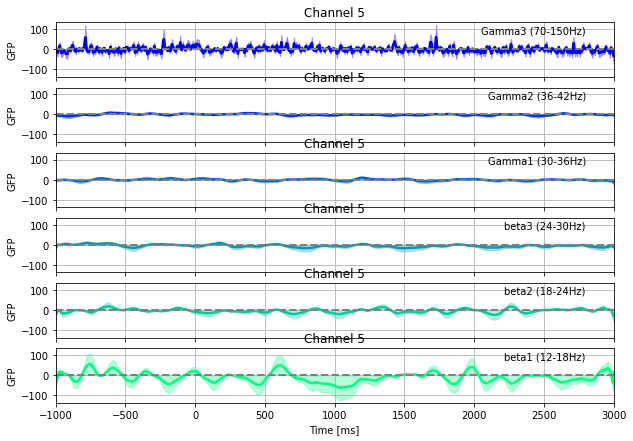 Channel 5
Gamma3 (70-150Hz)
GFP
100
0
−100
Channel 5
Gamma2 (36-42Hz)
GFP
100
0
−100
Channel 5
Gamma1 (30-36Hz)
GFP
100
0
−100
Channel 5
beta3 (24-30Hz)
GFP
100
0
−100
Channel 5
beta2 (18-24Hz)
GFP
100
0
−100
Channel 5
beta1 (12-18Hz)
GFP
100
0
−100
−1000 −500 0 500 1000 1500 2000 2500 3000
Time [ms]